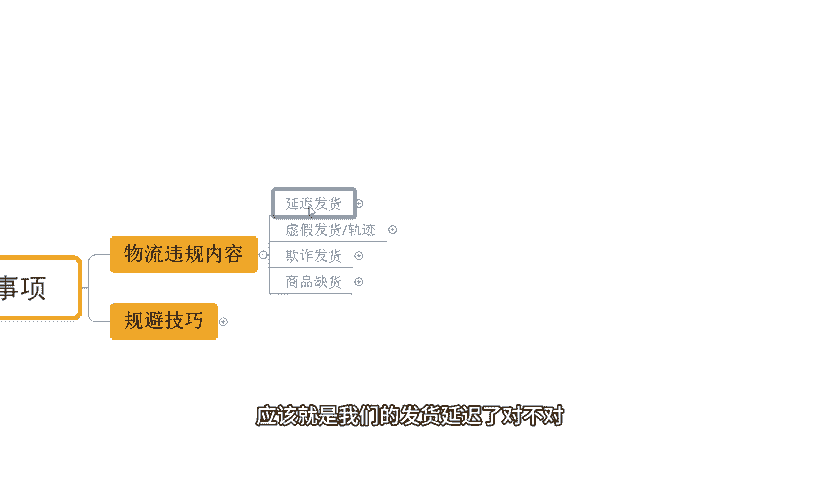 延迟发货
虚假发货/轨迹
物流违规内容
欺诈发货
事项
商品缺货
规避技巧
应该就是我们的发货延迟了对不对